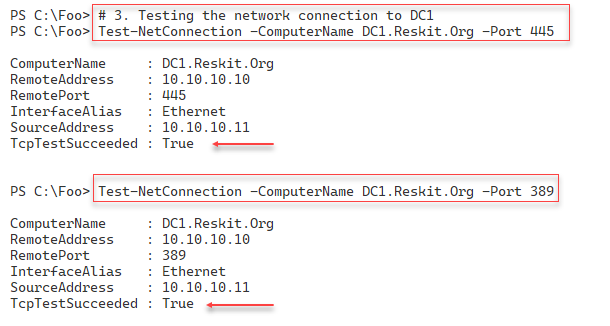 PS C:\Foo> # 3. Testing the network connection to DC1
PS C:\Foo> Test-NetConnection -ComputerName DC1.Reskit.Org -Port 445
ComputerName     : DC1.Reskit.Org
RemoteAddress    : 10.10.10.10
RemotePort       : 445
InterfaceAlias   : Ethernet
SourceAddress    : 10.10.10.11
TcpTestSucceeded : True
PS C:\Foo> Test-NetConnection -ComputerName DC1.Reskit.Org -Port 389
ComputerName     : DC1.Reskit.Org
RemoteAddress    : 10.10.10.10
RemotePort       : 389
InterfaceAlias   : Ethernet
SourceAddress    : 10.10.10.11
TcpTestSucceeded : True